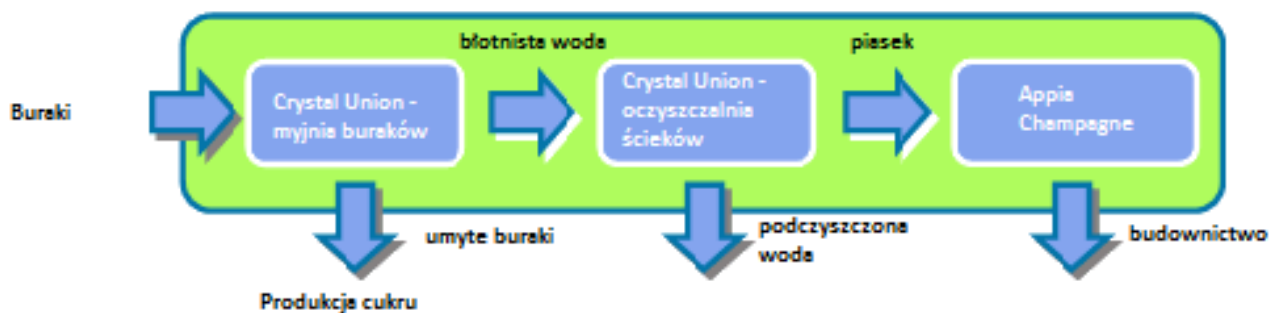 Buraki
Crystal Union -
myjnia buraków
błotnista woda
Crystal Union -
oczyszczalnia
ścieków
piasek
Appia
Champagne
umyte buraki
Produkcja cukru
podczyszczona
woda
budownictwo